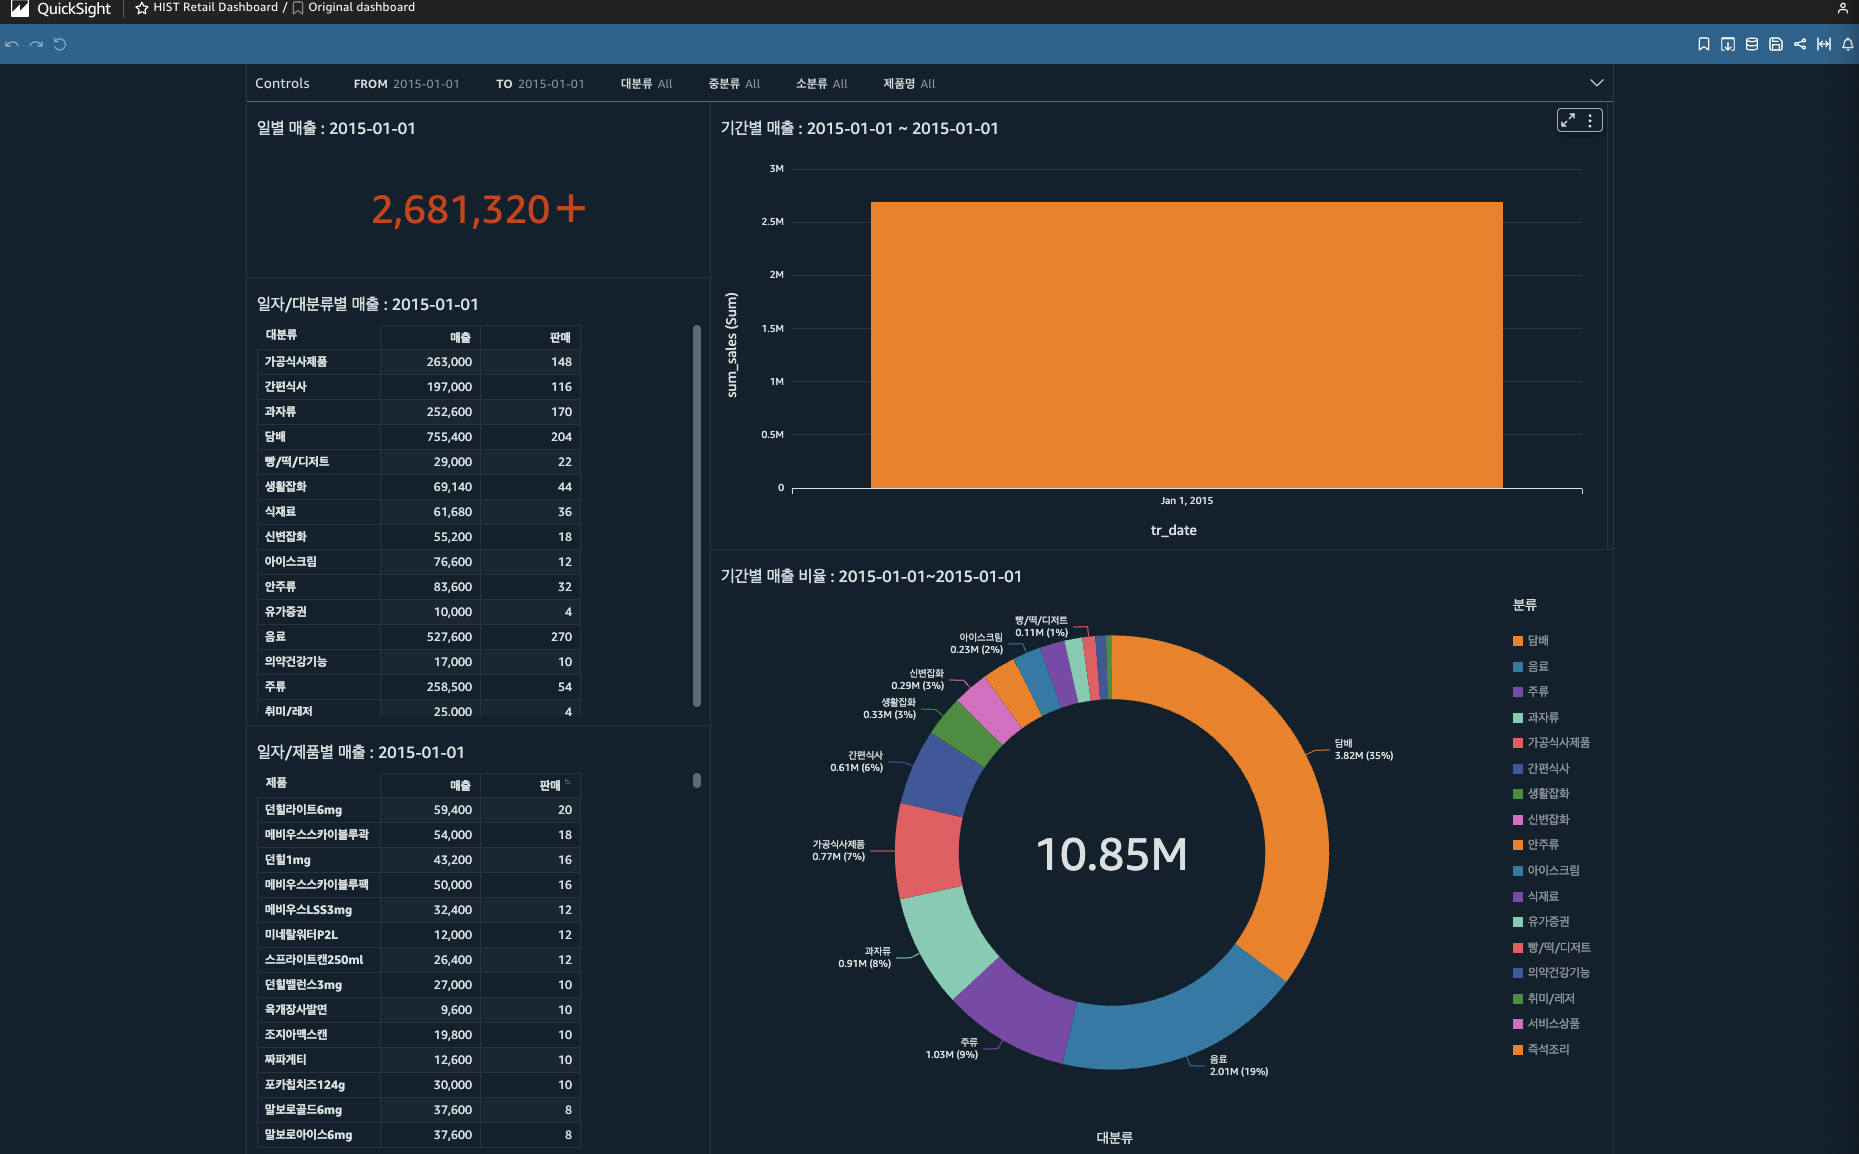 QuickSight
HIST Retail Dashboard / Original dashboard
Controls FROM 2015-01-01 TO 2015-01-01 대분류 All 중분류 All 소분류 All 제품명 All
일별 매출 : 2015-01-01
2,681,320+
일자/대분류별 매출 : 2015-01-01
대분류 매출 판매
가공식사제품 263,000 148
간편식사 197,000 116
과자류 252,600 170
담배 755,400 204
빵/떡/디저트 29,000 22
생활잡화 69,140 44
식재료 61,680 36
신변잡화 55,200 18
아이스크림 76,600 12
안주류 83,600 32
유가증권 10,000 4
음료 527,600 270
의약건강기능 17,000 10
주류 258,500 54
취미/레저 25,000 4
일자/제품별 매출 : 2015-01-01
제품 매출 판매
던힐라이트6mg 59,400 20
메비우스스카이블루곽 54,000 18
던힐1mg 43,200 16
메비우스스카이블루팩 50,000 16
메비우스LSS3mg 32,400 12
미네랄워터P2L 12,000 12
스프라이트캔250ml 26,400 12
던힐밸런스3mg 27,000 10
육개장사발면 9,600 10
조지아맥스캔 19,800 10
짜파게티 12,600 10
포카칩치즈124g 30,000 10
말보로골드6mg 37,600 8
말보로아이스6mg 37,600 8
기간별 매출 : 2015-01-01 ~ 2015-01-01
3M
2.5M
2M
1.5M
1M
0.5M
0
sum_sales (Sum)
Jan 1, 2015
tr_date
기간별 매출 비율 : 2015-01-01~2015-01-01
빵/떡/디저트
0.11M (1%)
아이스크림
0.23M (2%)
신변잡화
0.29M (3%)
생활잡화
0.33M (3%)
간편식사
0.61M (6%)
가공식사제품
0.77M (7%)
과자류
0.91M (8%)
주류
1.03M (9%)
음료
2.01M (19%)
담배
3.82M (35%)
10.85M
대분류
분류
담배
음료
주류
과자류
가공식사제품
간편식사
생활잡화
신변잡화
안주류
아이스크림
식재료
유가증권
빵/떡/디저트
의약건강기능
취미/레저
서비스상품
즉석조리